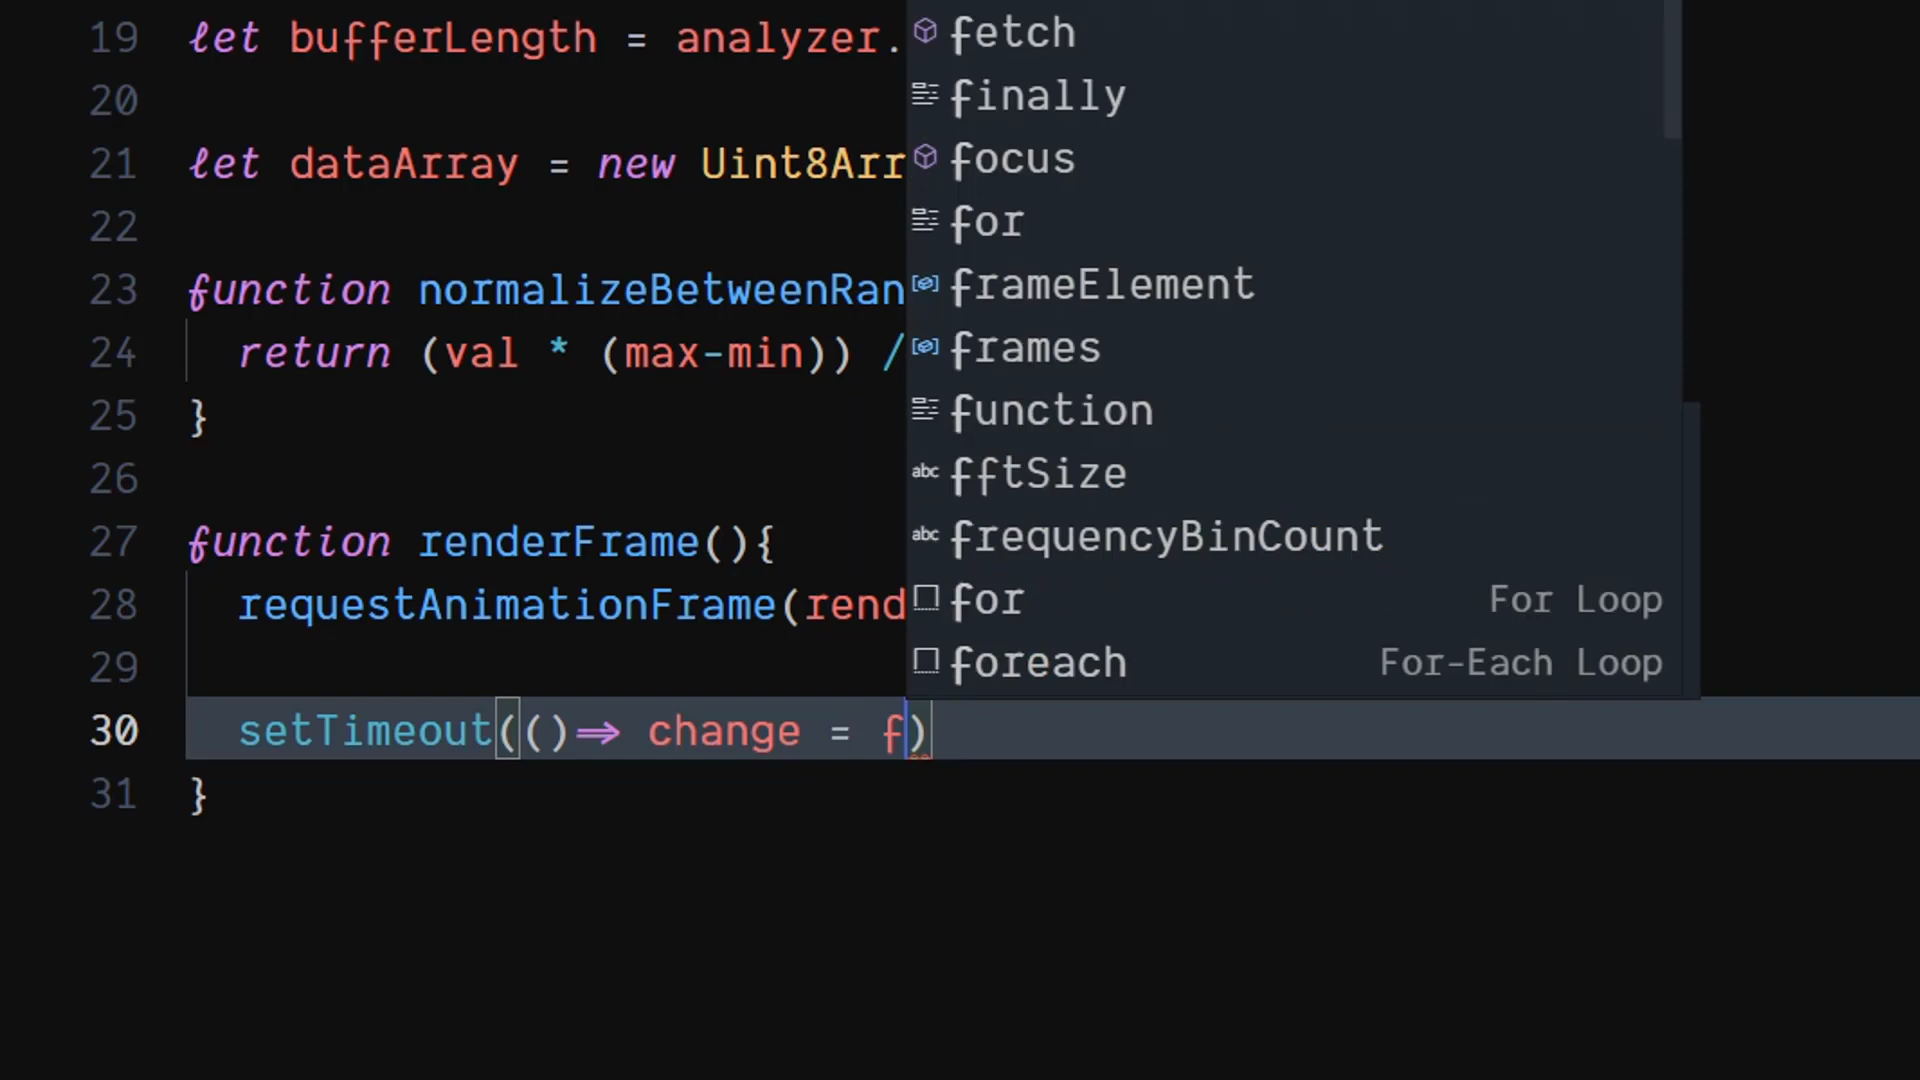 19 let bufferLength = analyzer.
20
21 let dataArray = new Uint8Arr
22
23 function normalizeBetweenRan
24 return (val * (max-min)) /
25 }
26
27 function renderFrame(){
28 requestAnimationFrame(rend
29
30 setTimeout(()=> change = f)
31 }
fetch
finally
focus
for
frameElement
frames
function
abc fftSize
abc frequencyBinCount
for For Loop
foreach For-Each Loop